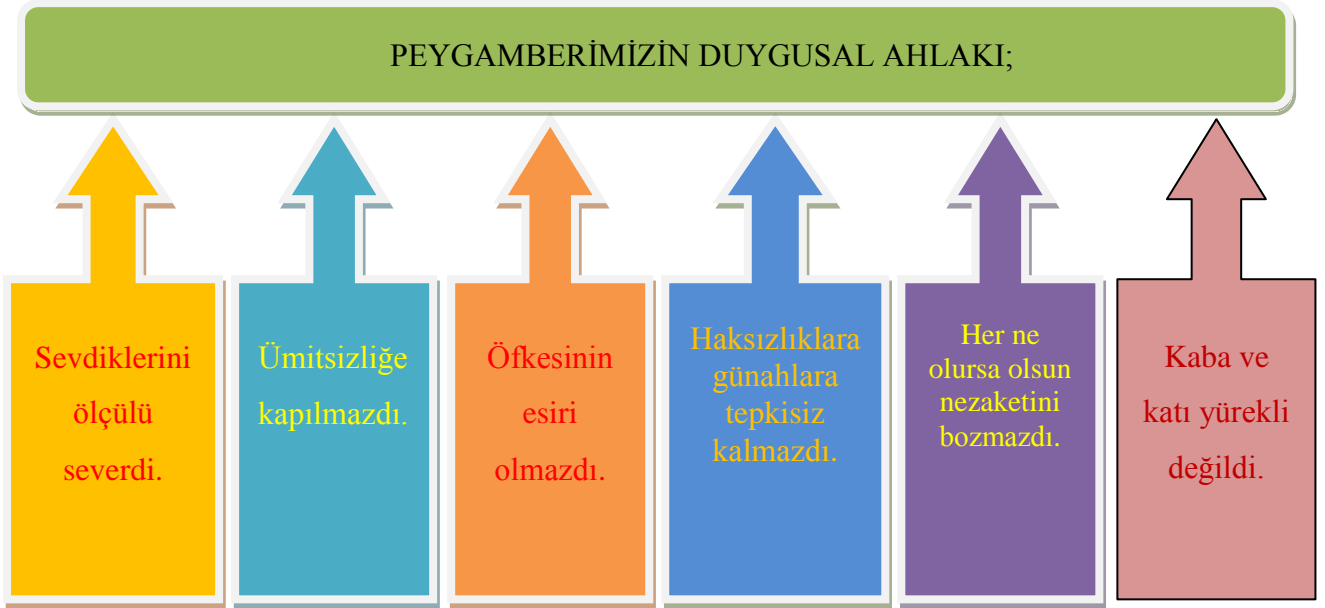 PEYGAMBERİMİZİN DUYGUSAL AHLAKI;
Sevdiklerini
ölçülü
severdi.
Ümitsizliğe
kapılmazdı.
Öfkesinin
esiri
olmazdı.
Haksızlıklara
günahlara
tepkisiz
kalmazdı.
Her ne
olursa olsun
nezaketini
bozmazdı.
Kaba ve
katı yürekli
değildi.